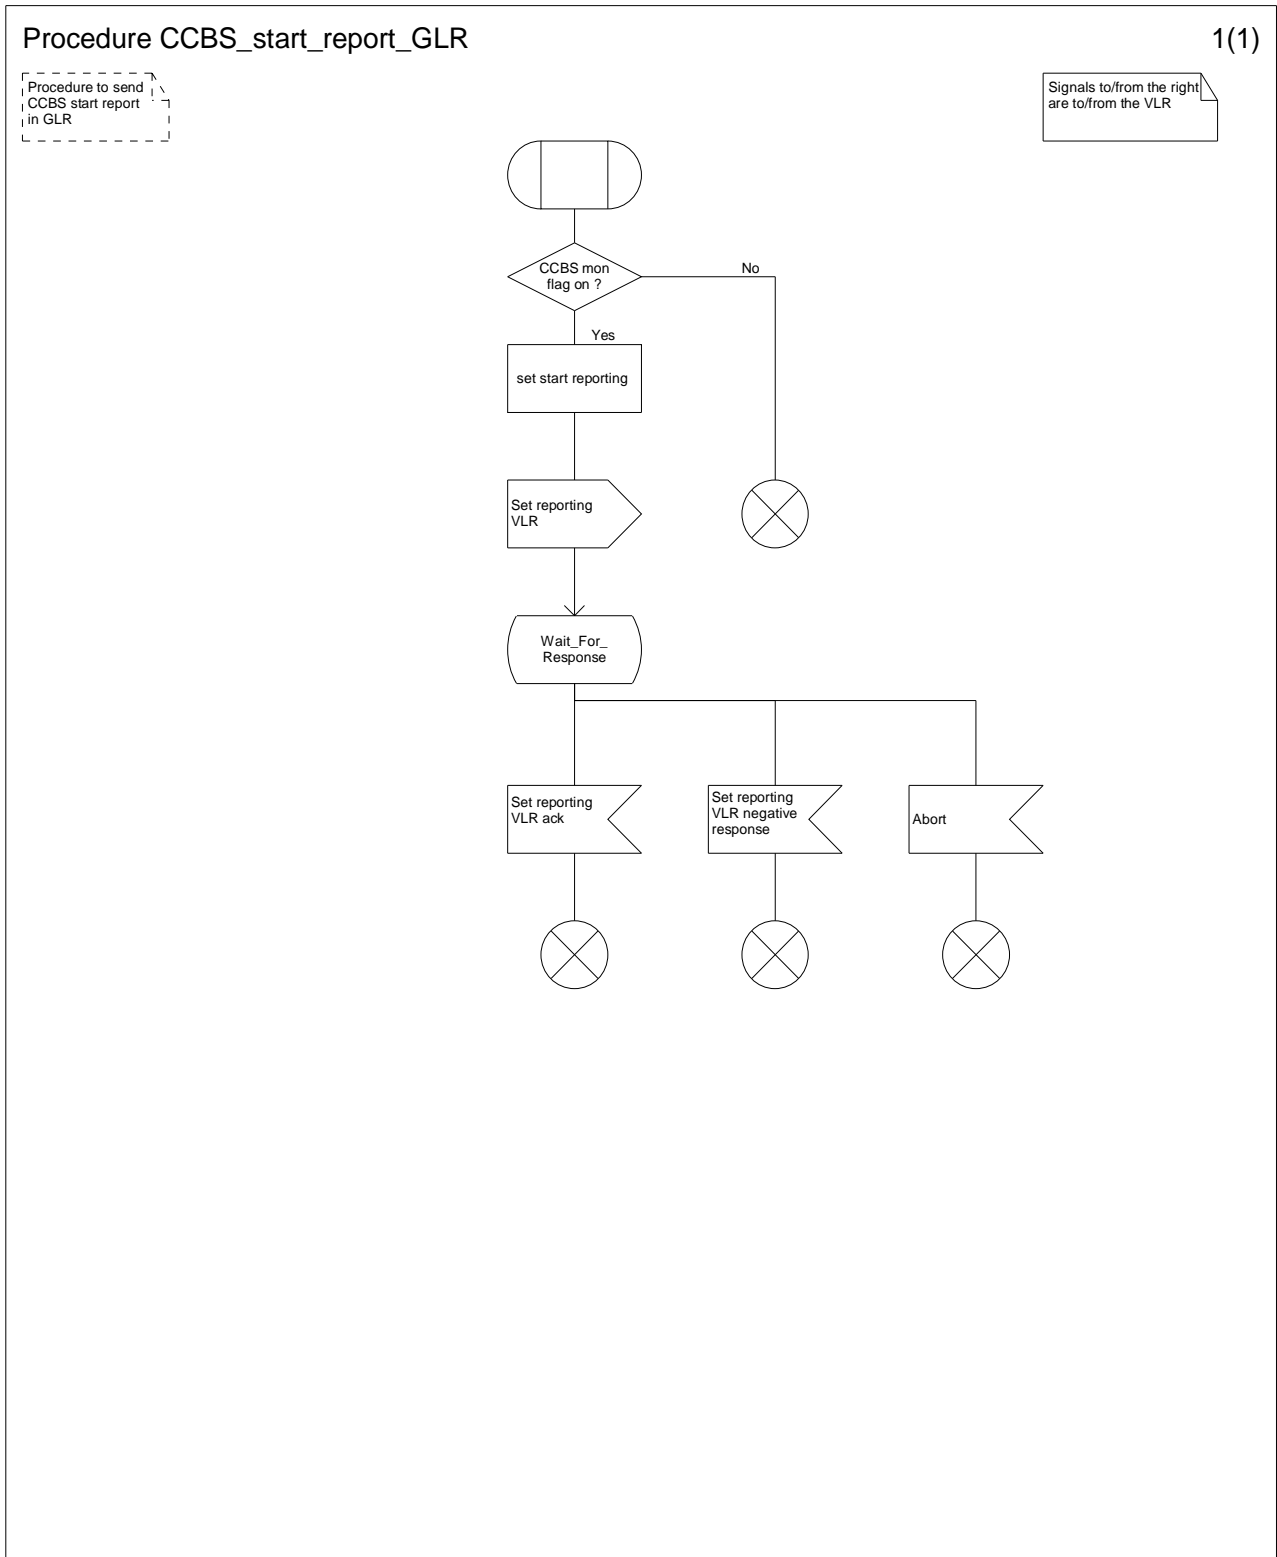 Procedure CCBS_start_report_GLR
1(1)
Procedure to send
CCBS start report
in GLR
Signals to/from the right
are to/from the VLR
CCBS mon
flag on ?
No
Yes
set start reporting
Set reporting
VLR
Wait_For_
Response
Set reporting
VLR ack
Set reporting
VLR negative
response
Abort